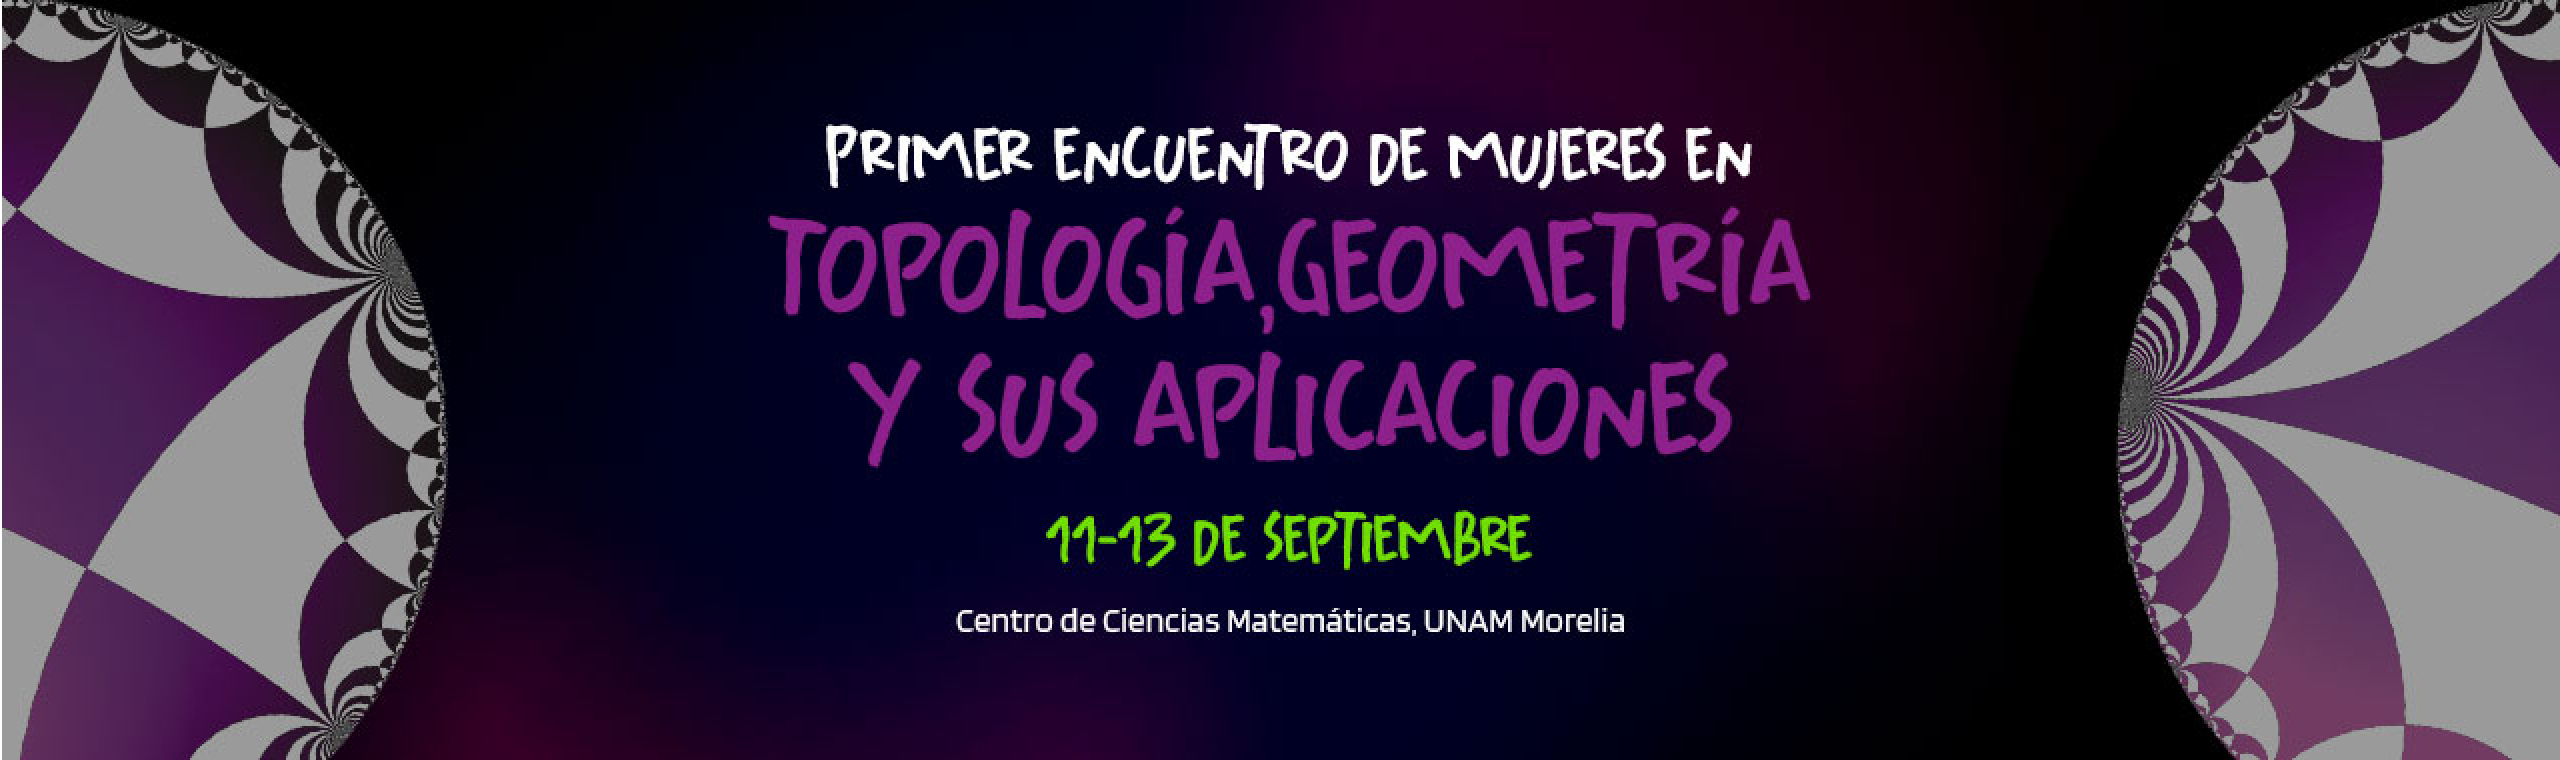 PRIMER ENCUENTRO DE MUJERES EN
TOPOLOGÍA, GEOMETRÍA
Y SUS APLICACIONES
11-13 DE SEPTIEMBRE
Centro de Ciencias Matemáticas, UNAM Morelia